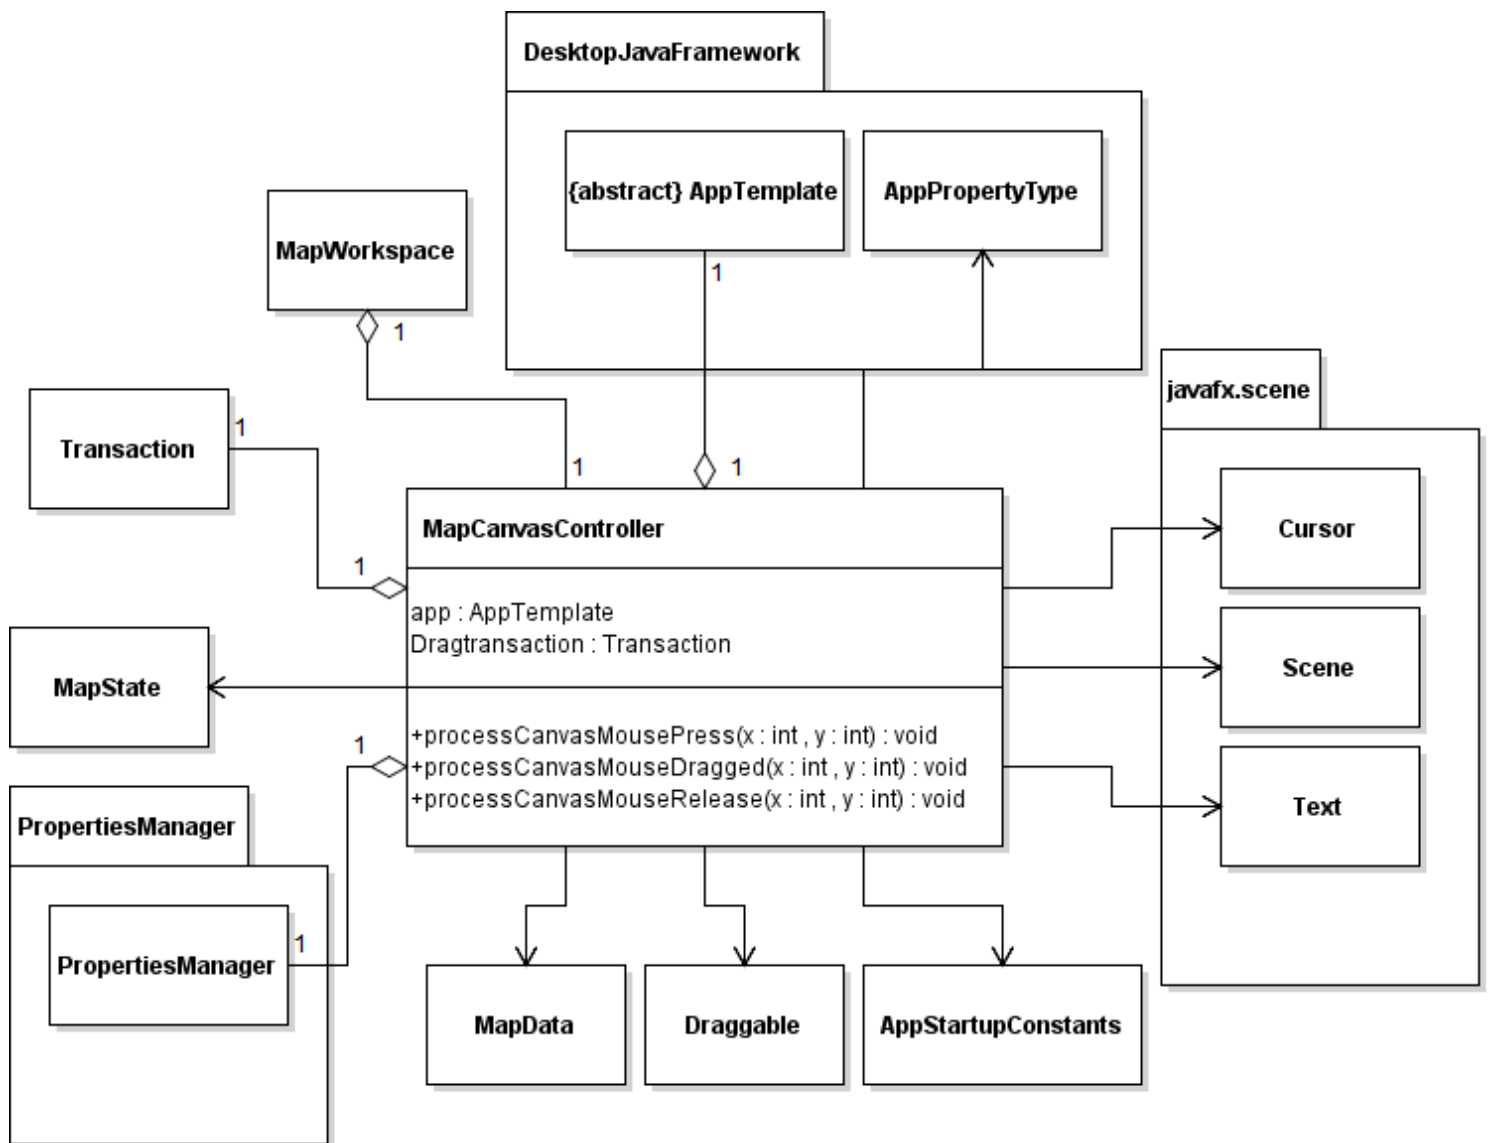 DesktopJavaFramework
{abstract} AppTemplate
AppPropertyType
MapWorkspace
1
1
javafx.scene
Transaction
1
1
1
MapCanvasController
Cursor
1
app : AppTemplate
Dragtransaction : Transaction
MapState
Scene
+processCanvasMousePress(x : int , y : int) : void
1
+processCanvasMouseDragged(x : int , y : int) : void
+processCanvasMouseRelease(x : int , y : int) : void
Text
PropertiesManager
1
PropertiesManager
MapData
Draggable
AppStartupConstants